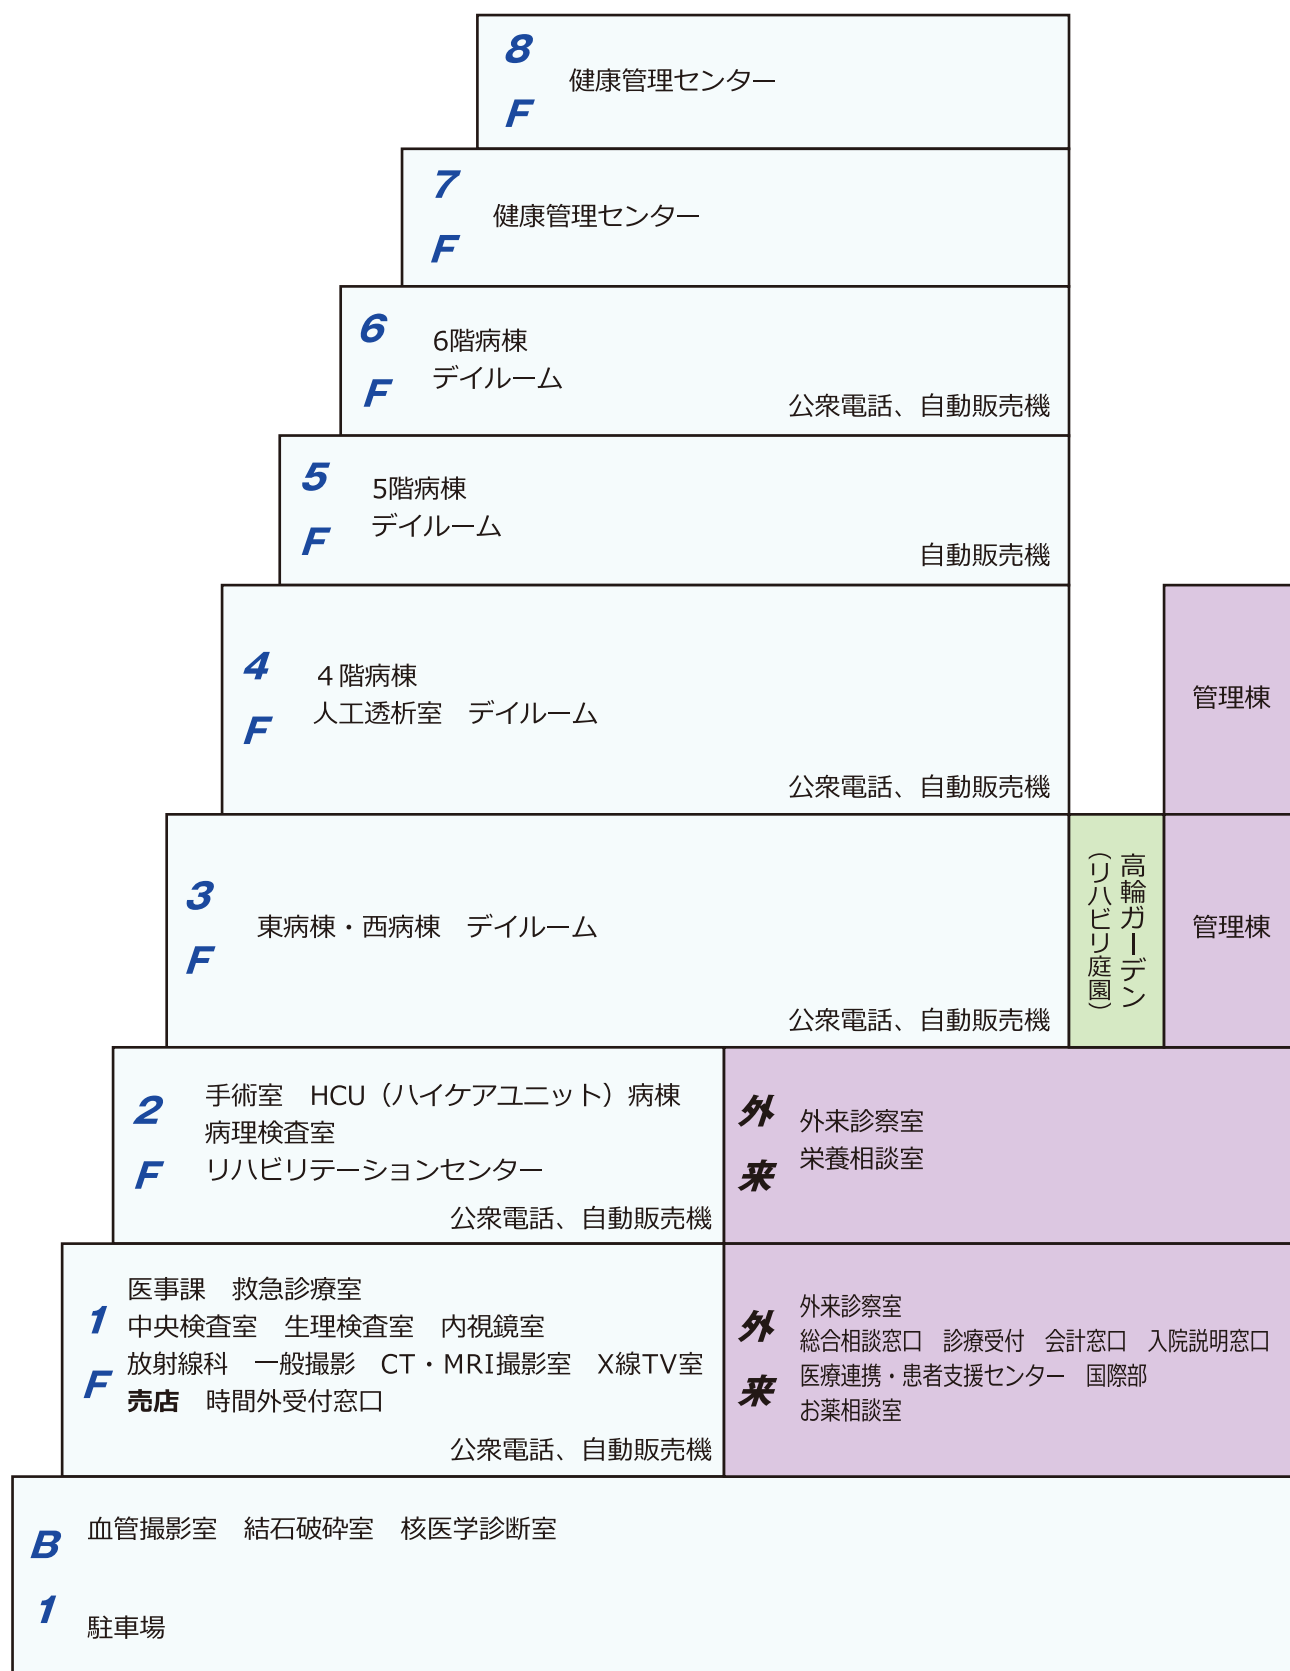 8
F
健康管理センター
7
F
健康管理センター
6
F
6階病棟
デイルーム
公衆電話、自動販売機
5
F
5階病棟
デイルーム
自動販売機
4
F
４階病棟
人工透析室　デイルーム
公衆電話、自動販売機
管理棟
3
F
東病棟・西病棟　デイルーム
公衆電話、自動販売機
高輪ガーデン
（リハビリ庭園）
管理棟
2
F
手術室　HCU（ハイケアユニット）病棟
病理検査室
リハビリテーションセンター
公衆電話、自動販売機
外
来
外来診察室
栄養相談室
1
F
医事課　救急診療室
中央検査室　生理検査室　内視鏡室
放射線科　一般撮影　CT・MRI撮影室　X線TV室
売店　時間外受付窓口
公衆電話、自動販売機
外
来
外来診察室
総合相談窓口　診療受付　会計窓口　入院説明窓口
医療連携・患者支援センター　国際部
お薬相談室
B
1
血管撮影室　結石破砕室　核医学診断室
駐車場